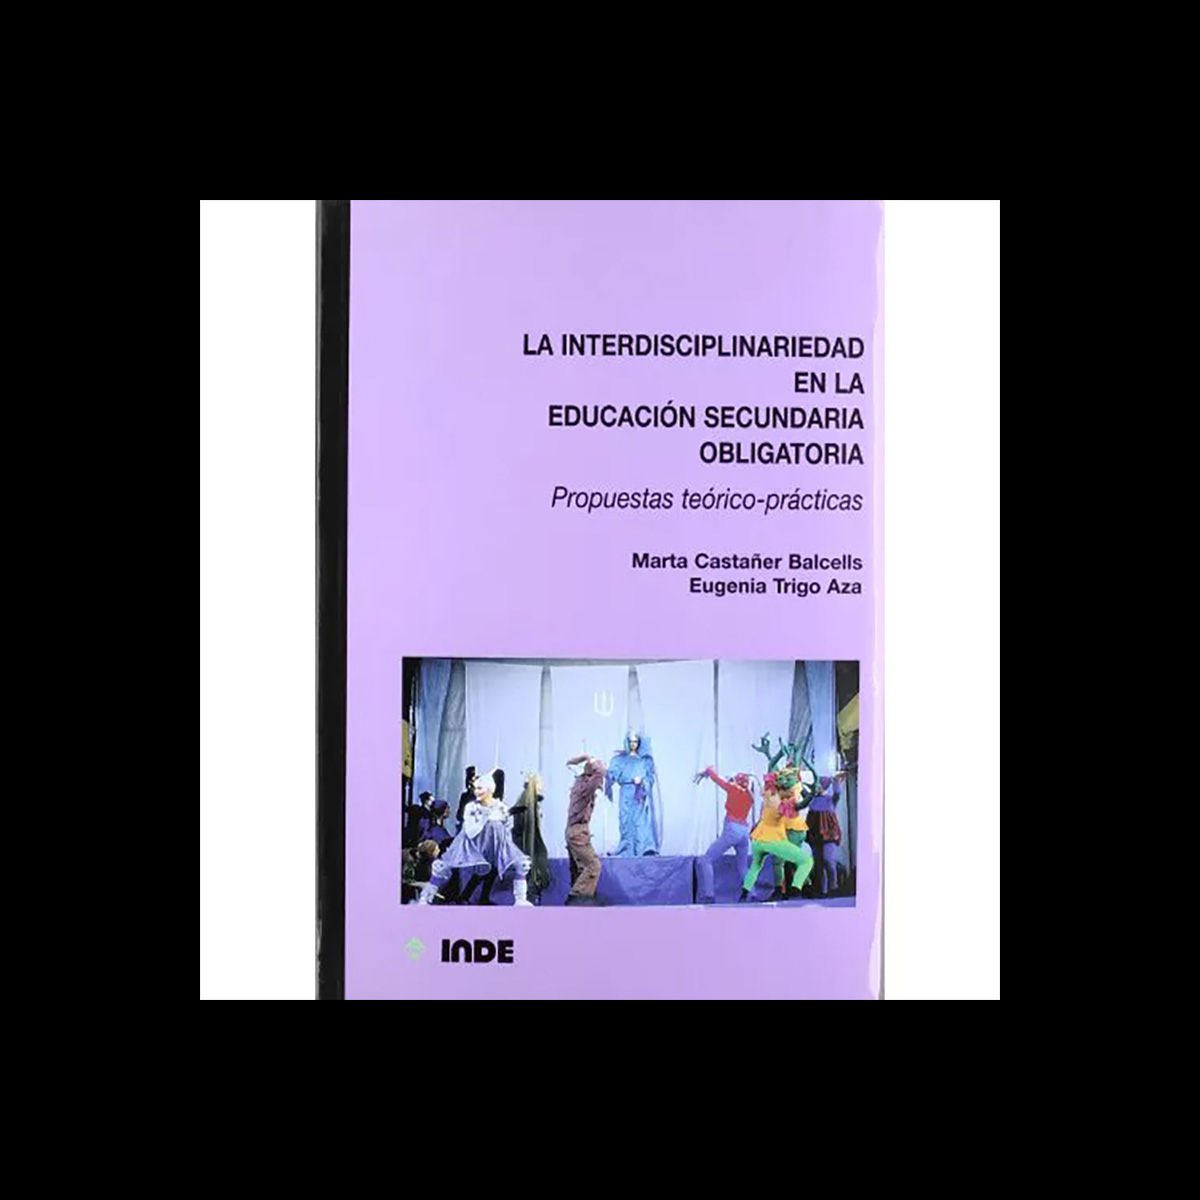 LA INTERDISCIPLINARIEDAD
EN LA
EDUCACIÓN SECUNDARIA
OBLIGATORIA
Propuestas teórico-prácticas
Marta Castañer Balcells
Eugenia Trigo Aza
INDE